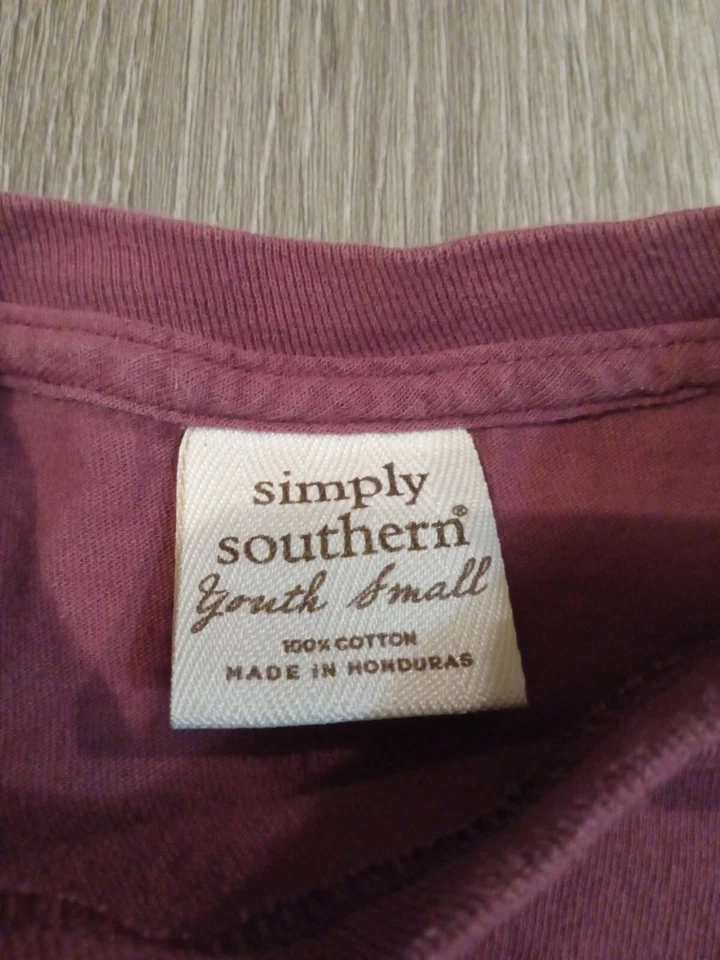 simply
southern®
Youth Small
100% COTTON
MADE IN HONDURAS